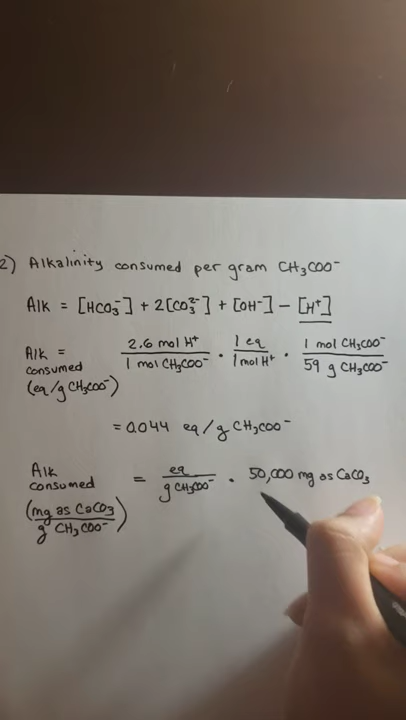 2) Alkalinity consumed per gram CH₃COO⁻
Alk = [HCO₃⁻] + 2[CO₃²⁻] + [OH⁻] − [H⁺]
Alk = consumed (eq/g CH₃COO⁻) 2.6 mol H⁺ / 1 mol CH₃COO⁻ · 1 eq / 1 mol H⁺ · 1 mol CH₃COO⁻ / 59 g CH₃COO⁻
= 0.044 eq/g CH₃COO⁻
Alk consumed (mg as CaCO₃ / g CH₃COO⁻) = eq / g CH₃COO⁻ · 50,000 mg as CaCO₃